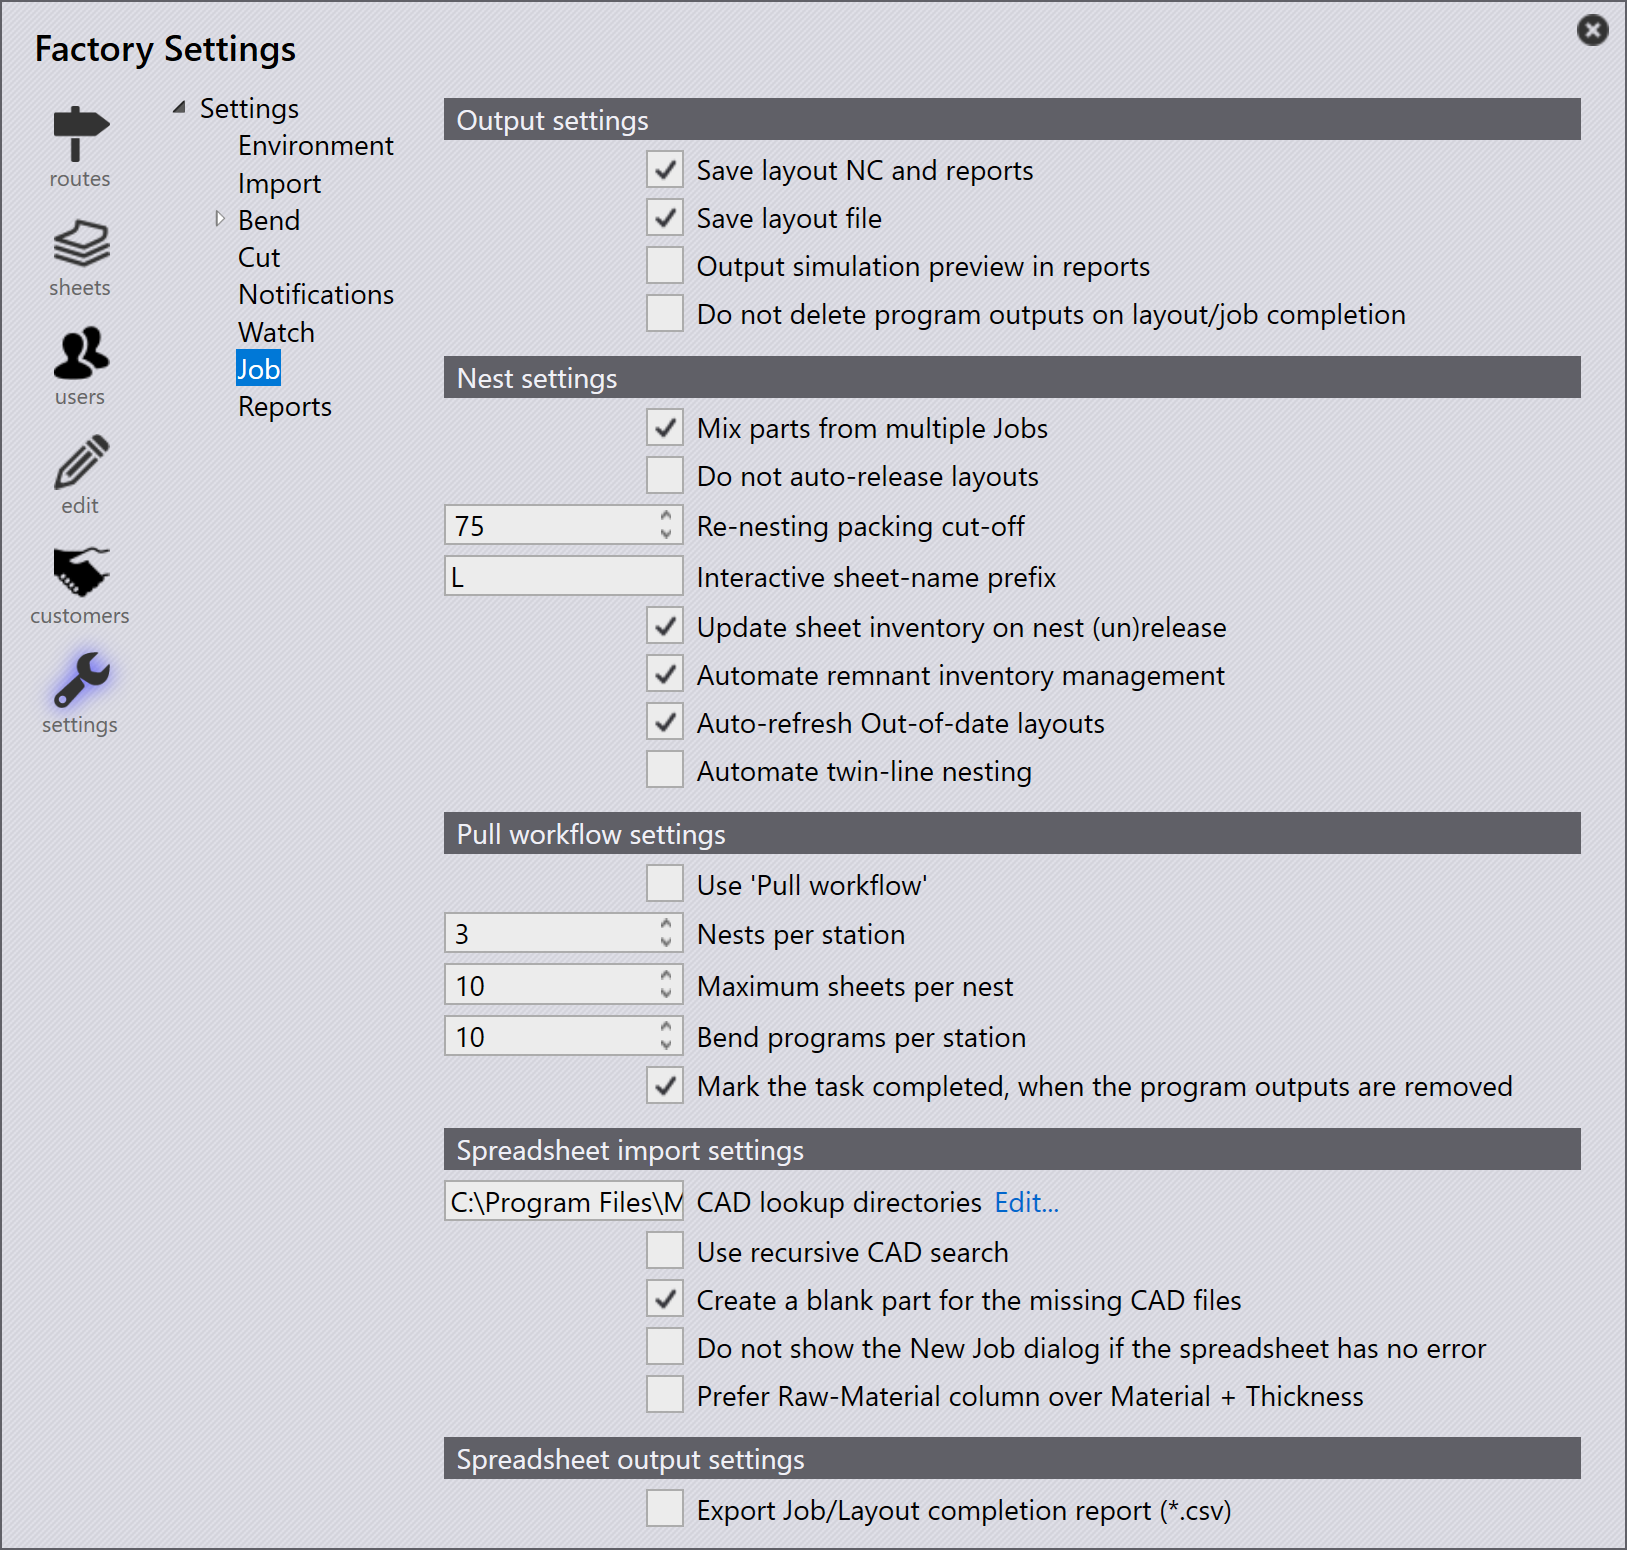 Factory Settings
routes
sheets
users
edit
customers
settings
Settings
Environment
Import
Bend
Cut
Notifications
Watch
Job
Reports
Output settings
Save layout NC and reports
Save layout file
Output simulation preview in reports
Do not delete program outputs on layout/job completion
Nest settings
Mix parts from multiple Jobs
Do not auto-release layouts
75 Re-nesting packing cut-off
L Interactive sheet-name prefix
Update sheet inventory on nest (un)release
Automate remnant inventory management
Auto-refresh Out-of-date layouts
Automate twin-line nesting
Pull workflow settings
Use 'Pull workflow'
3 Nests per station
10 Maximum sheets per nest
10 Bend programs per station
Mark the task completed, when the program outputs are removed
Spreadsheet import settings
C:\Program Files\M CAD lookup directories Edit...
Use recursive CAD search
Create a blank part for the missing CAD files
Do not show the New Job dialog if the spreadsheet has no error
Prefer Raw-Material column over Material + Thickness
Spreadsheet output settings
Export Job/Layout completion report (*.csv)